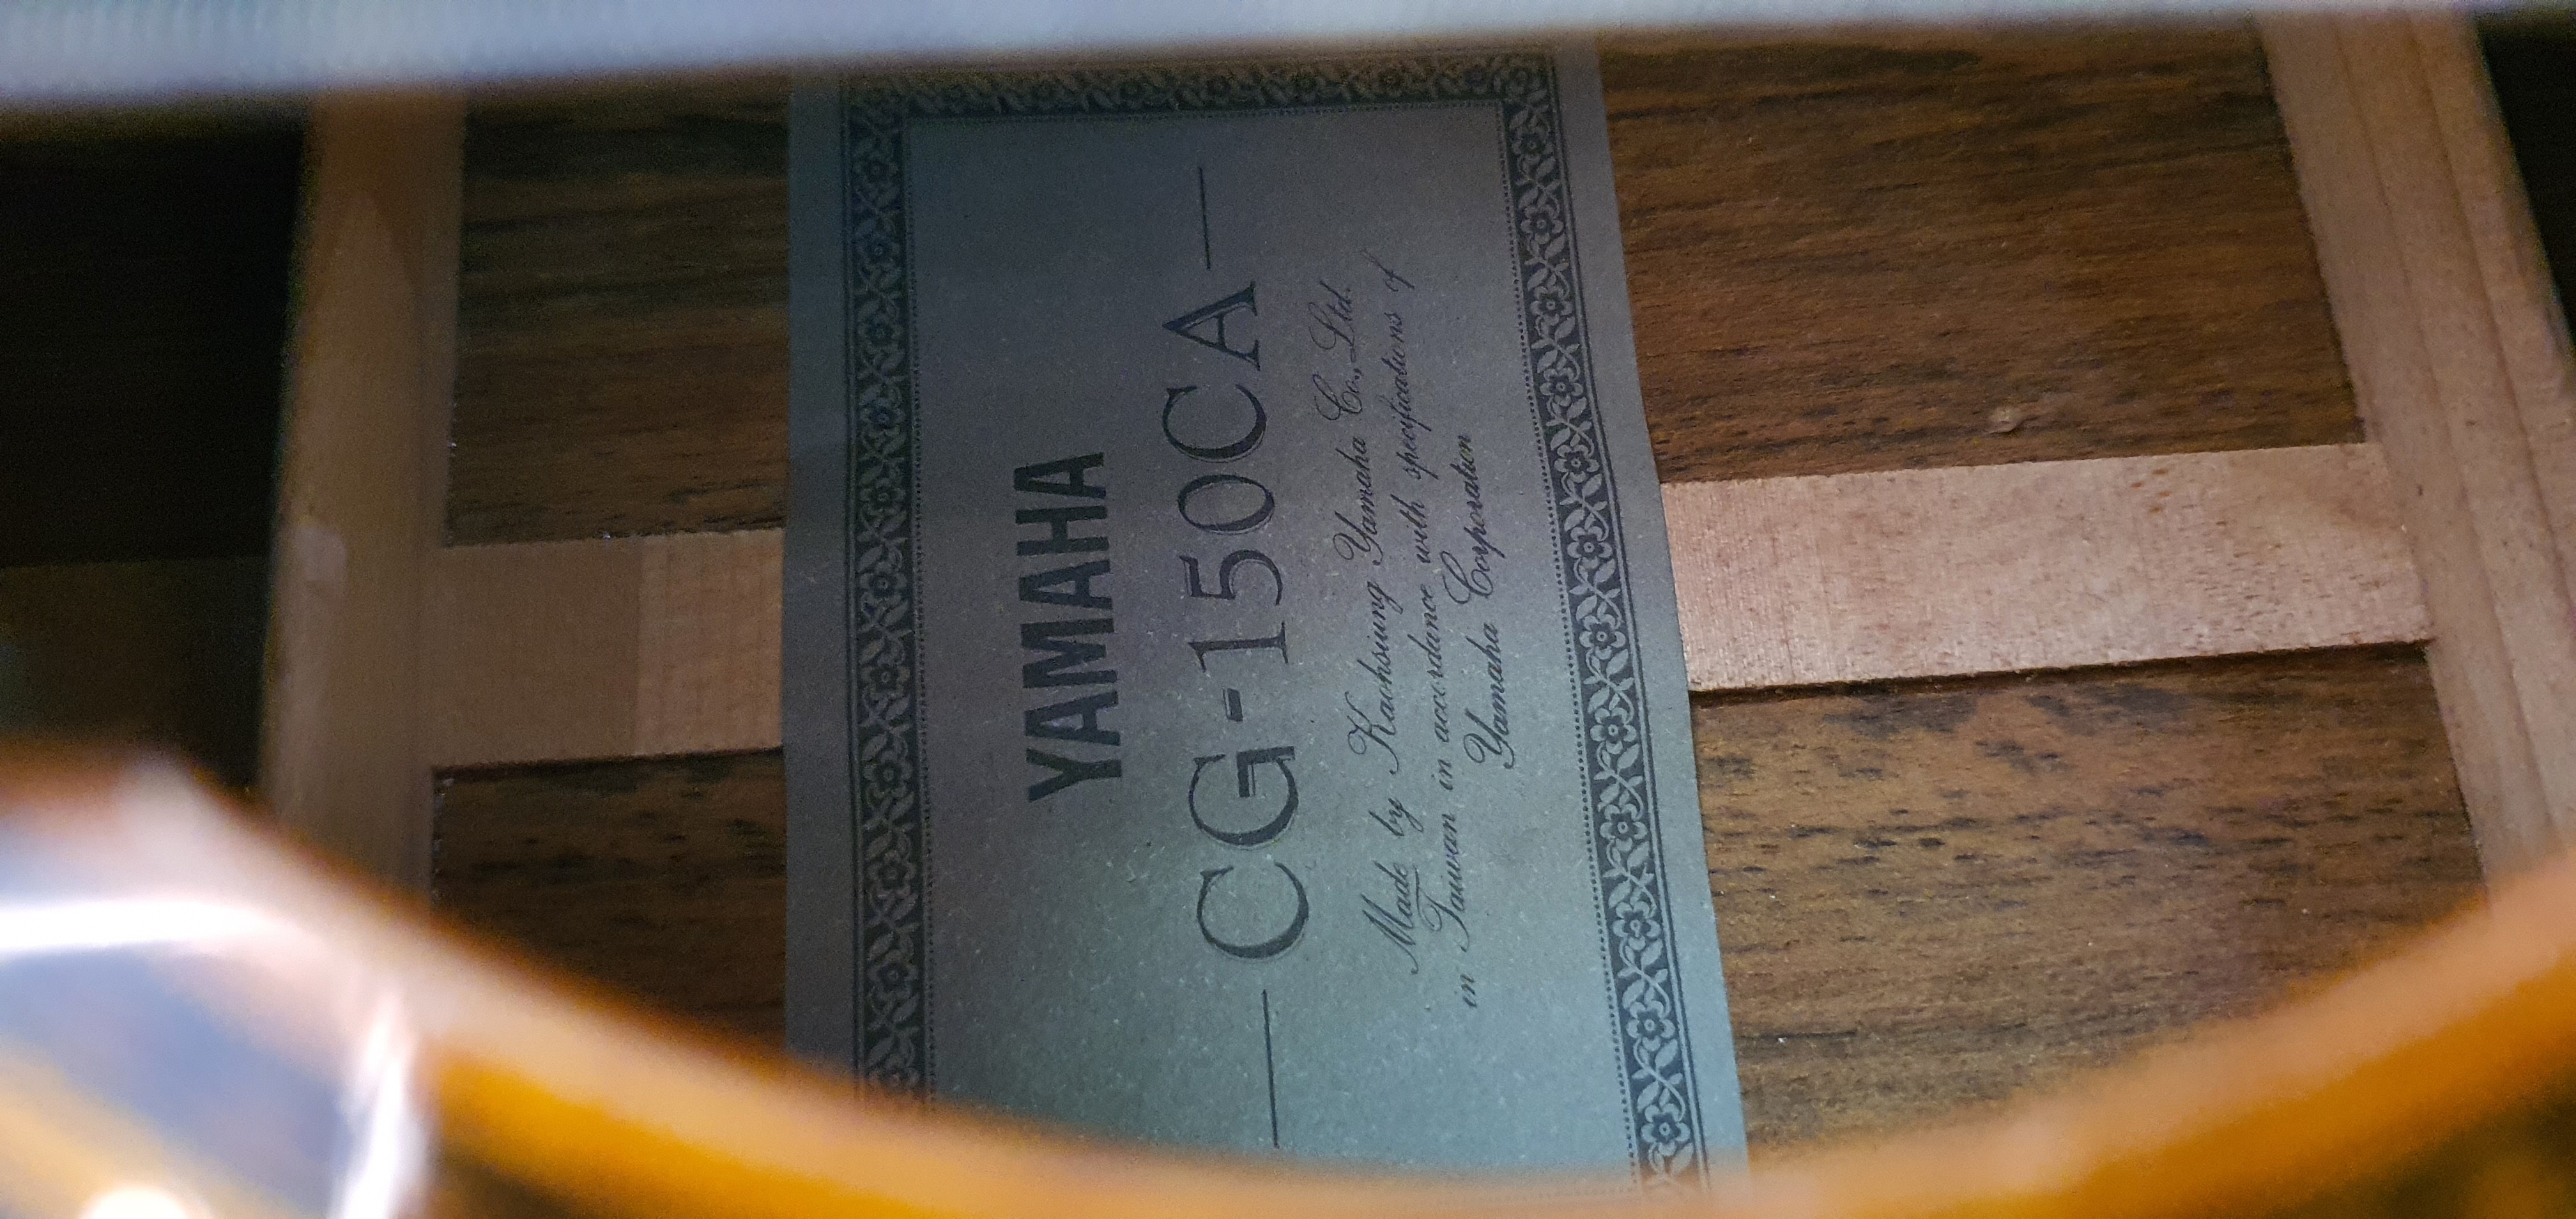 YAMAHA
CG-150CA
Made by Kaohsiung Yamaha Co., Ltd.
in Taiwan in accordance with specifications of
Yamaha Corporation